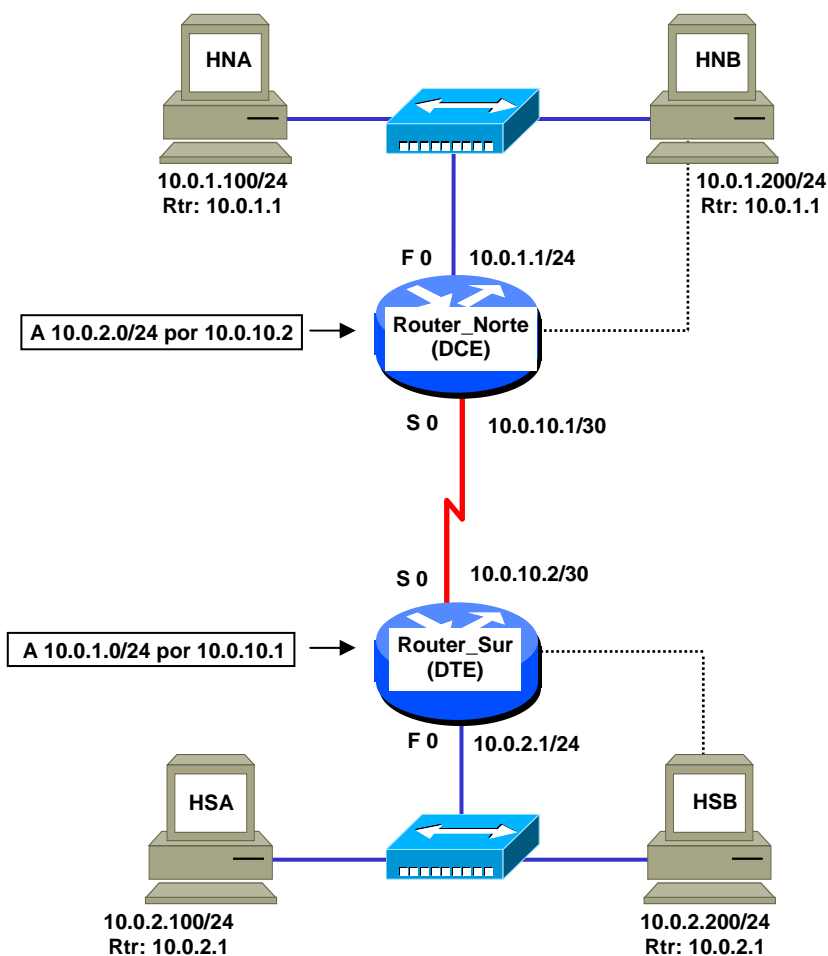 HNA
HNB
10.0.1.100/24
Rtr: 10.0.1.1
10.0.1.200/24
Rtr: 10.0.1.1
F 0
10.0.1.1/24
A 10.0.2.0/24 por 10.0.10.2
Router_Norte
(DCE)
S 0
10.0.10.1/30
S 0
10.0.10.2/30
A 10.0.1.0/24 por 10.0.10.1
Router_Sur
(DTE)
F 0
10.0.2.1/24
HSA
HSB
10.0.2.100/24
Rtr: 10.0.2.1
10.0.2.200/24
Rtr: 10.0.2.1